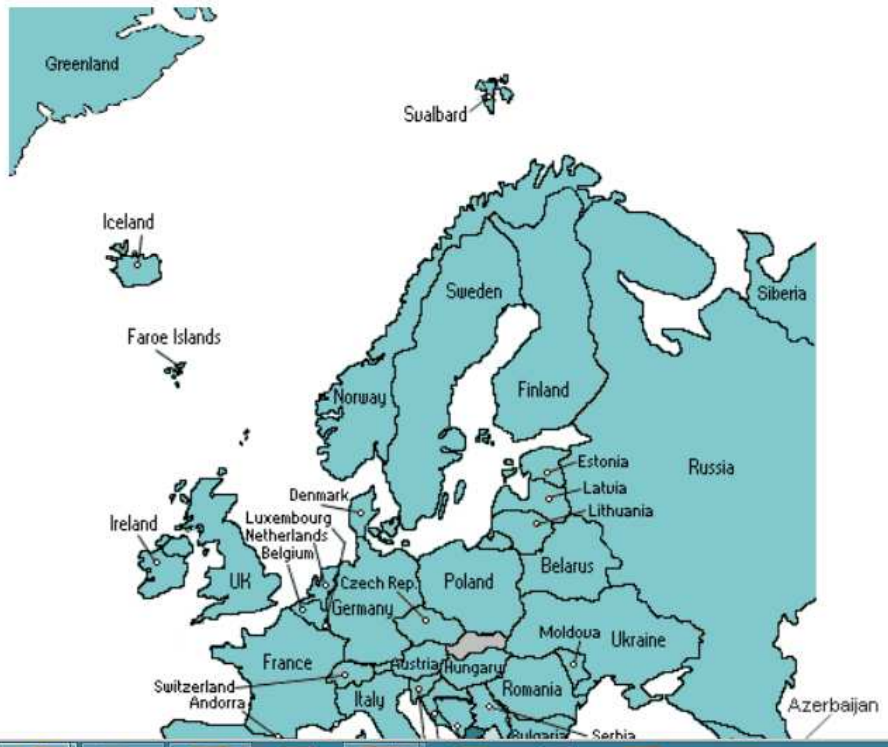 Greenland
Svalbard
Iceland
Faroe Islands
Sweden
Siberia
Norway
Finland
Russia
Estonia
Latvia
Lithuania
Denmark
Ireland
Luxembourg
Netherlands
Belgium
UK
Czech Rep.
Germany
Poland
Belarus
Moldova
Ukraine
France
Austria
Hungary
Switzerland
Andorra
Italy
Romania
Azerbaijan
Bulgaria
Serbia